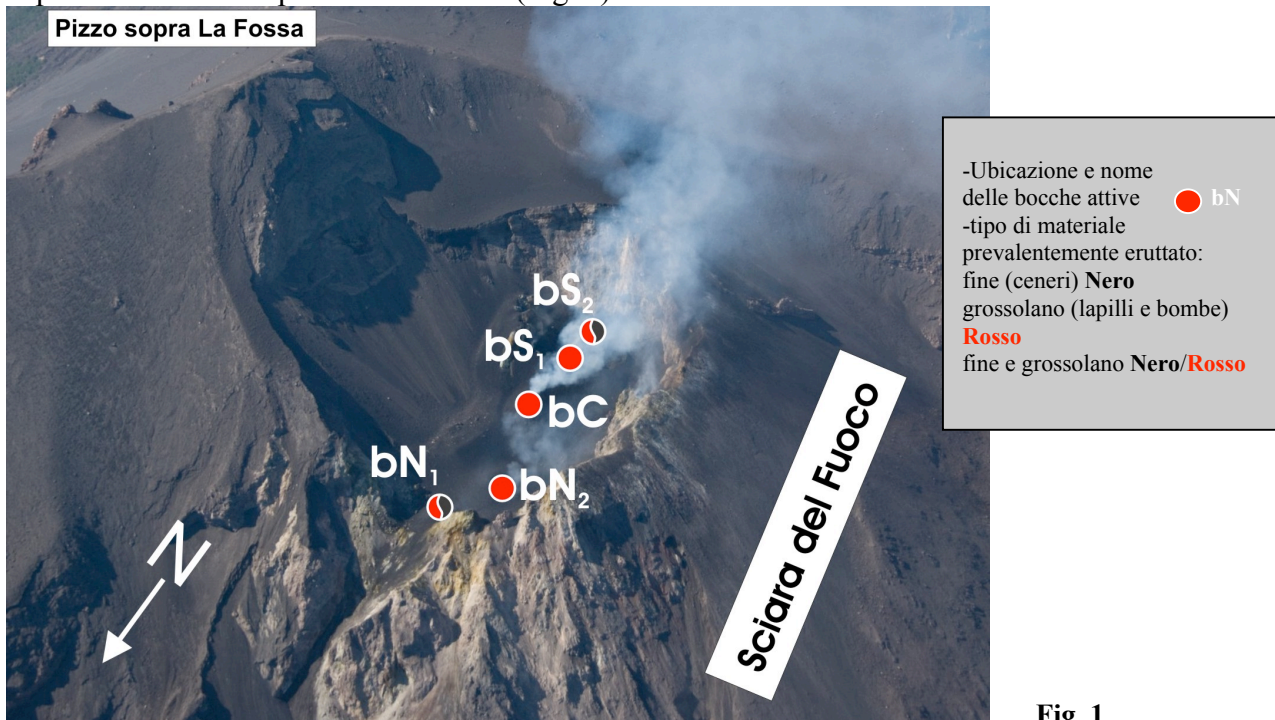 Pizzo sopra La Fossa
-Ubicazione e nome
delle bocche attive bN
-tipo di materiale
prevalentemente eruttato:
fine (ceneri) Nero
grossolano (lapilli e bombe)
Rosso
fine e grossolano Nero/Rosso
bS2
bS1
bC
bN1
bN2
N
Sciara del Fuoco
Fig. 1